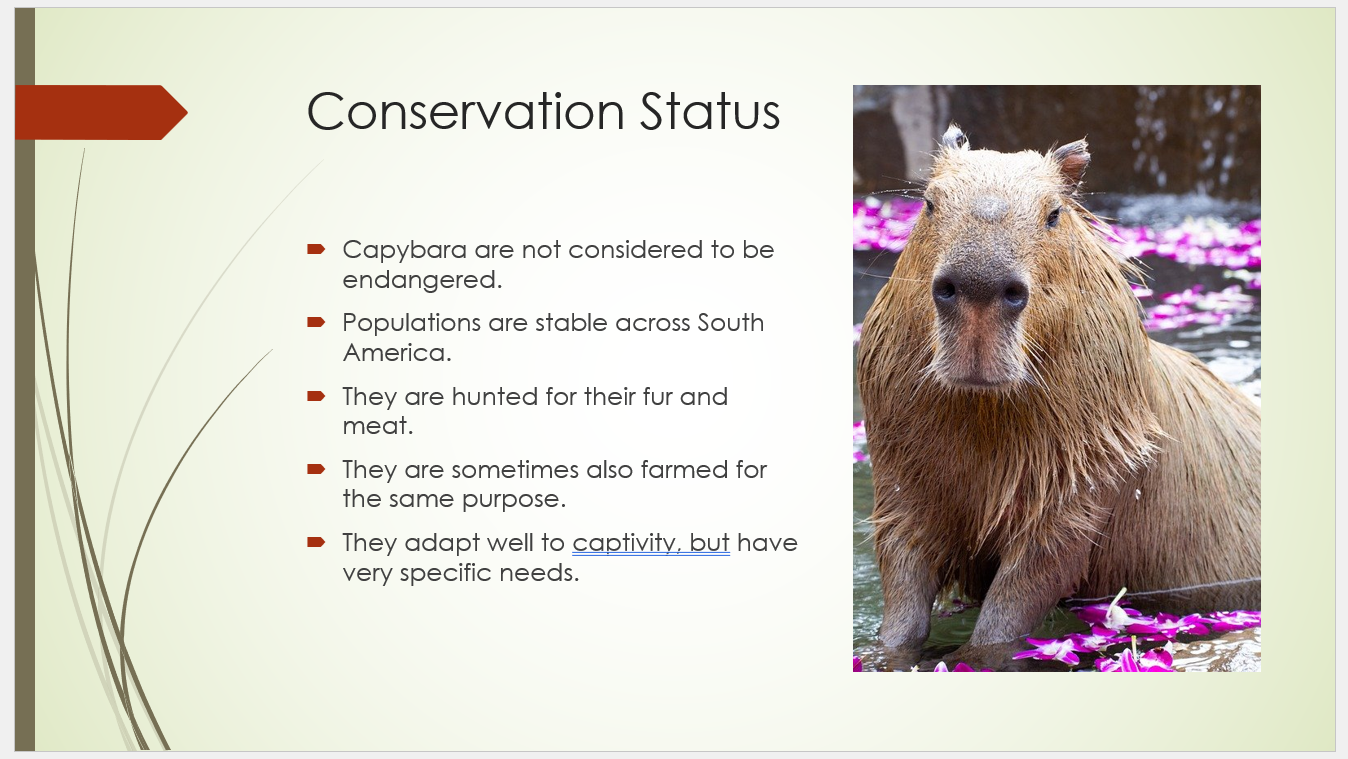 Conservation Status
Capybara are not considered to be
endangered.
Populations are stable across South
America.
They are hunted for their fur and
meat.
They are sometimes also farmed for
the same purpose.
They adapt well to captivity, but have
very specific needs.